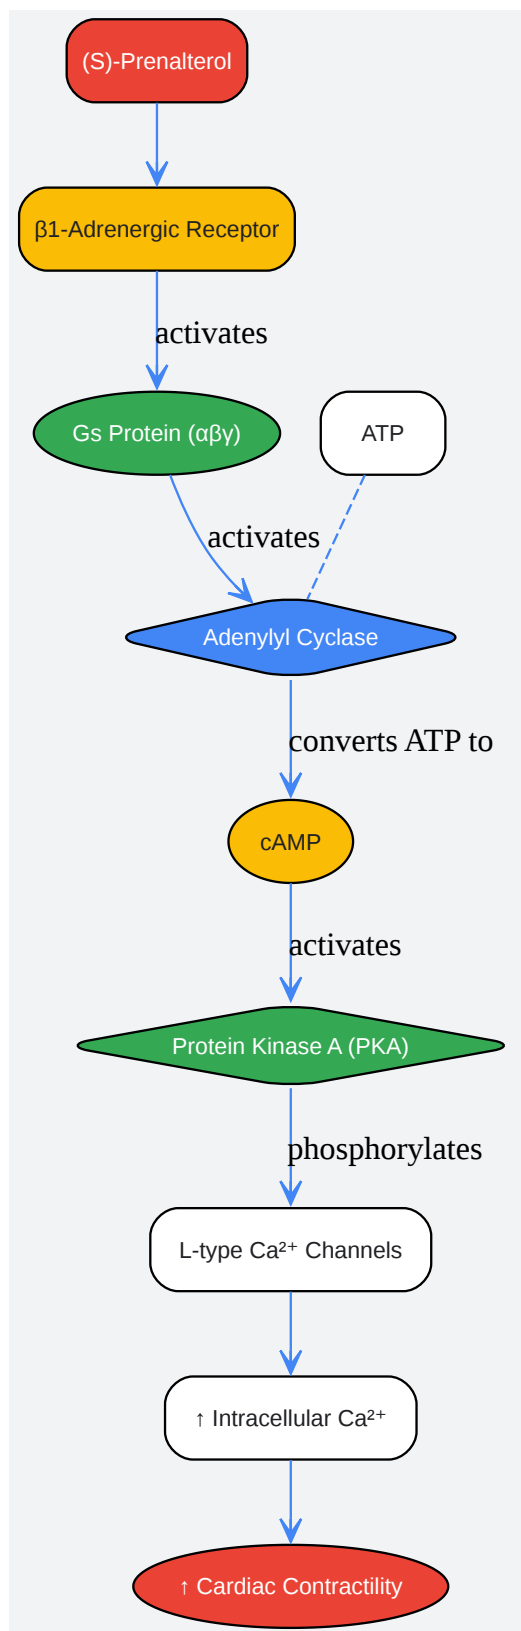 (S)-Prenalterol
β1-Adrenergic Receptor
activates
Gs Protein (αβγ)
ATP
activates
Adenylyl Cyclase
converts ATP to
cAMP
activates
Protein Kinase A (PKA)
phosphorylates
L-type Ca²⁺ Channels
↑ Intracellular Ca²⁺
↑ Cardiac Contractility